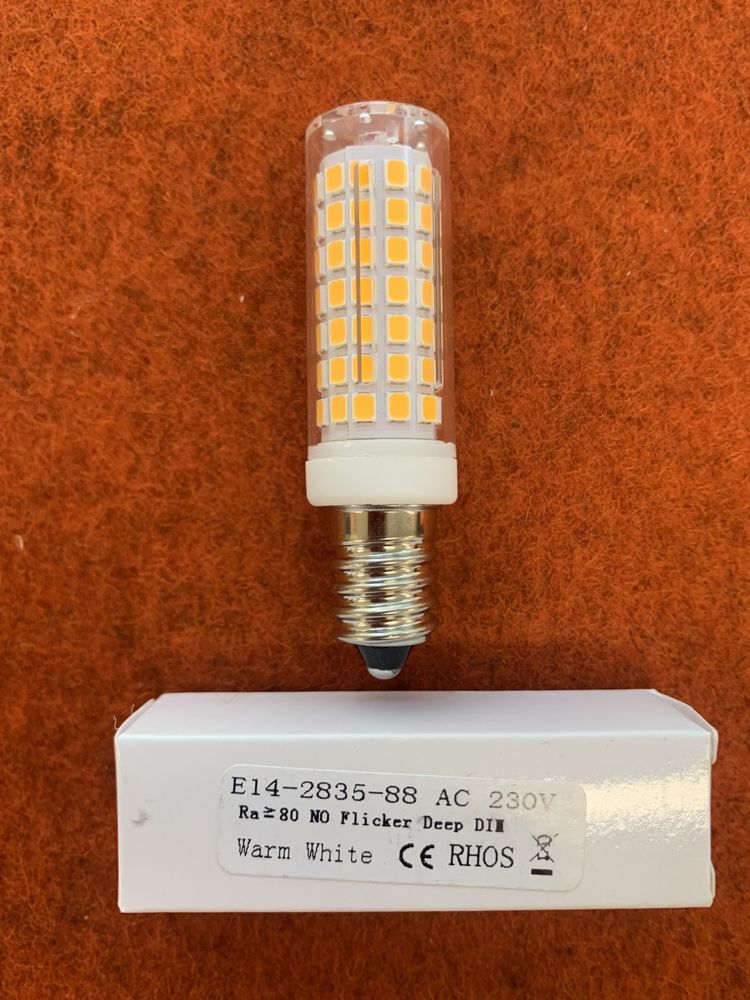 E14-2835-88 AC 230V
Ra≥80 NO Flicker Deep DIM
Warm White CE RHOS